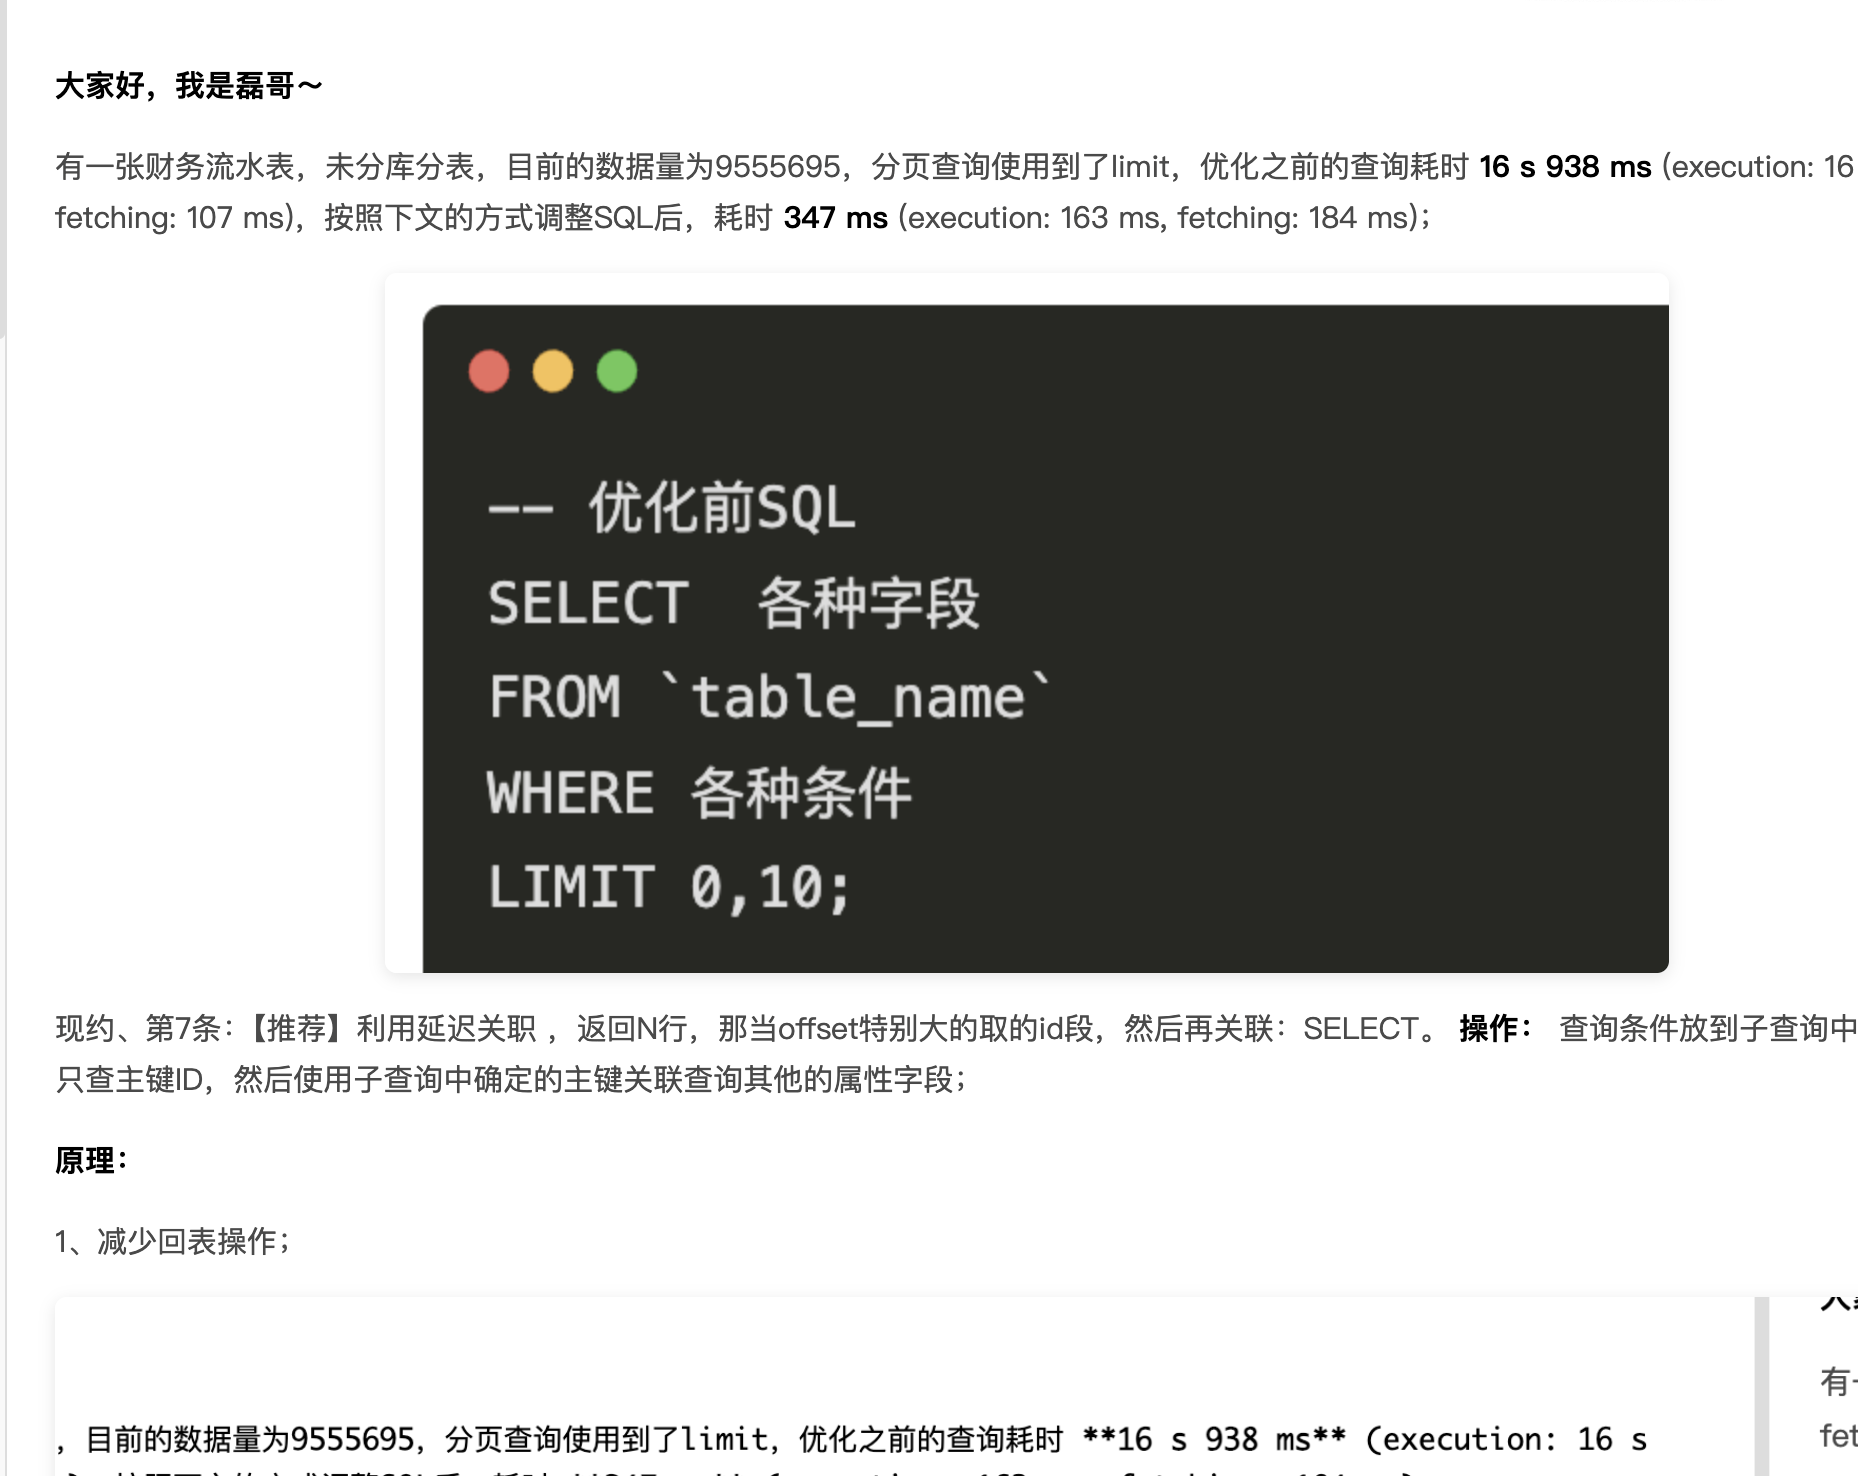 大家好，我是磊哥～
有一张财务流水表，未分库分表，目前的数据量为9555695，分页查询使用到了limit，优化之前的查询耗时 16 s 938 ms (execution: 16
fetching: 107 ms)，按照下文的方式调整SQL后，耗时 347 ms (execution: 163 ms, fetching: 184 ms)；
-- 优化前SQL
SELECT 各种字段
FROM `table_name`
WHERE 各种条件
LIMIT 0,10;
现约、第7条：【推荐】利用延迟关职 ，返回N行，那当offset特别大的取的id段，然后再关联：SELECT。 操作： 查询条件放到子查询中
只查主键ID，然后使用子查询中确定的主键关联查询其他的属性字段；
原理：
1、减少回表操作；
有
，目前的数据量为9555695，分页查询使用到了limit，优化之前的查询耗时 **16 s 938 ms** (execution: 16 s
fet